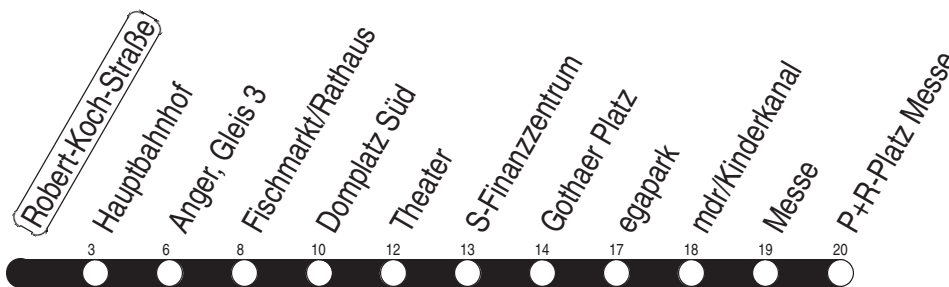 Robert-Koch-Straße
Hauptbahnhof
Anger, Gleis 3
Fischmarkt/Rathaus
Domplatz Süd
Theater
S-Finanzzentrum
Gothaer Platz
egapark
mdr/Kinderkanal
Messe
P+R-Platz Messe
3 6 8 10 12 13 14 17 18 19 20